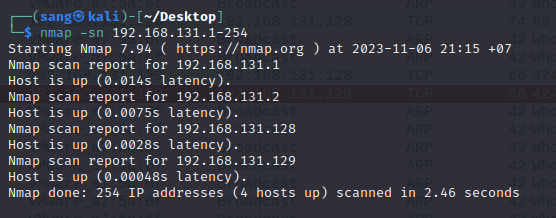 (sang㉿kali)-[~/Desktop]
$ nmap -sn 192.168.131.1-254
Starting Nmap 7.94 ( https://nmap.org ) at 2023-11-06 21:15 +07
Nmap scan report for 192.168.131.1
Host is up (0.014s latency).
Nmap scan report for 192.168.131.2
Host is up (0.0075s latency).
Nmap scan report for 192.168.131.128
Host is up (0.0028s latency).
Nmap scan report for 192.168.131.129
Host is up (0.00048s latency).
Nmap done: 254 IP addresses (4 hosts up) scanned in 2.46 seconds